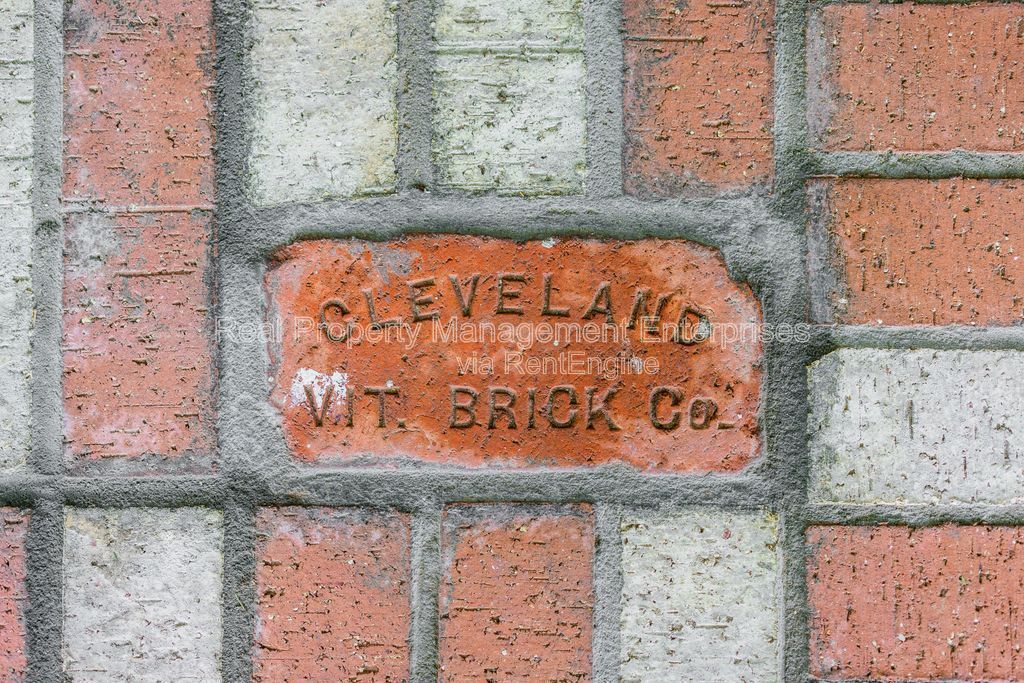 CLEVELAND
Real Property Management Enterprises
via RentEngine
VIT. BRICK Co.